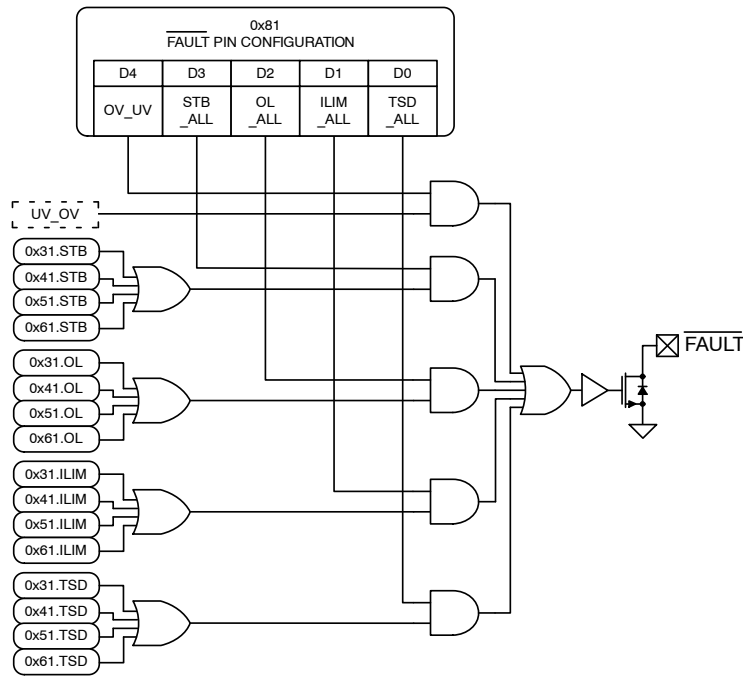 0x81
FAULT PIN CONFIGURATION
D4 D3 D2 D1 D0
OV_UV STB _ALL OL _ALL ILIM _ALL TSD _ALL
UV_OV
0x31.STB
0x41.STB
0x51.STB
0x61.STB
FAULT
0x31.OL
0x41.OL
0x51.OL
0x61.OL
0x31.ILIM
0x41.ILIM
0x51.ILIM
0x61.ILIM
0x31.TSD
0x41.TSD
0x51.TSD
0x61.TSD